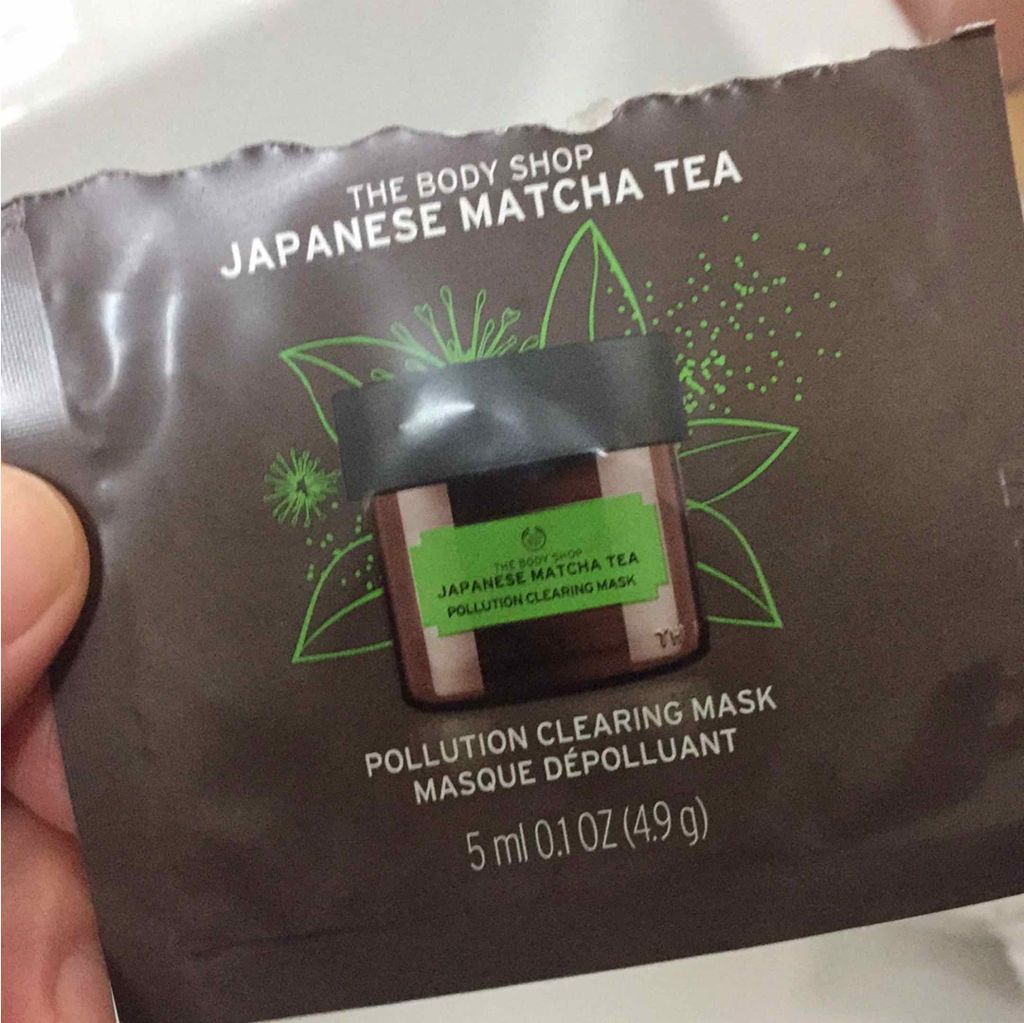 THE BODY SHOP
JAPANESE MATCHA TEA
THE BODY SHOP
JAPANESE MATCHA TEA
POLLUTION CLEARING MASK
POLLUTION CLEARING MASK
MASQUE DÉPOLLUANT
5 ml 0.1 OZ (4.9 g)